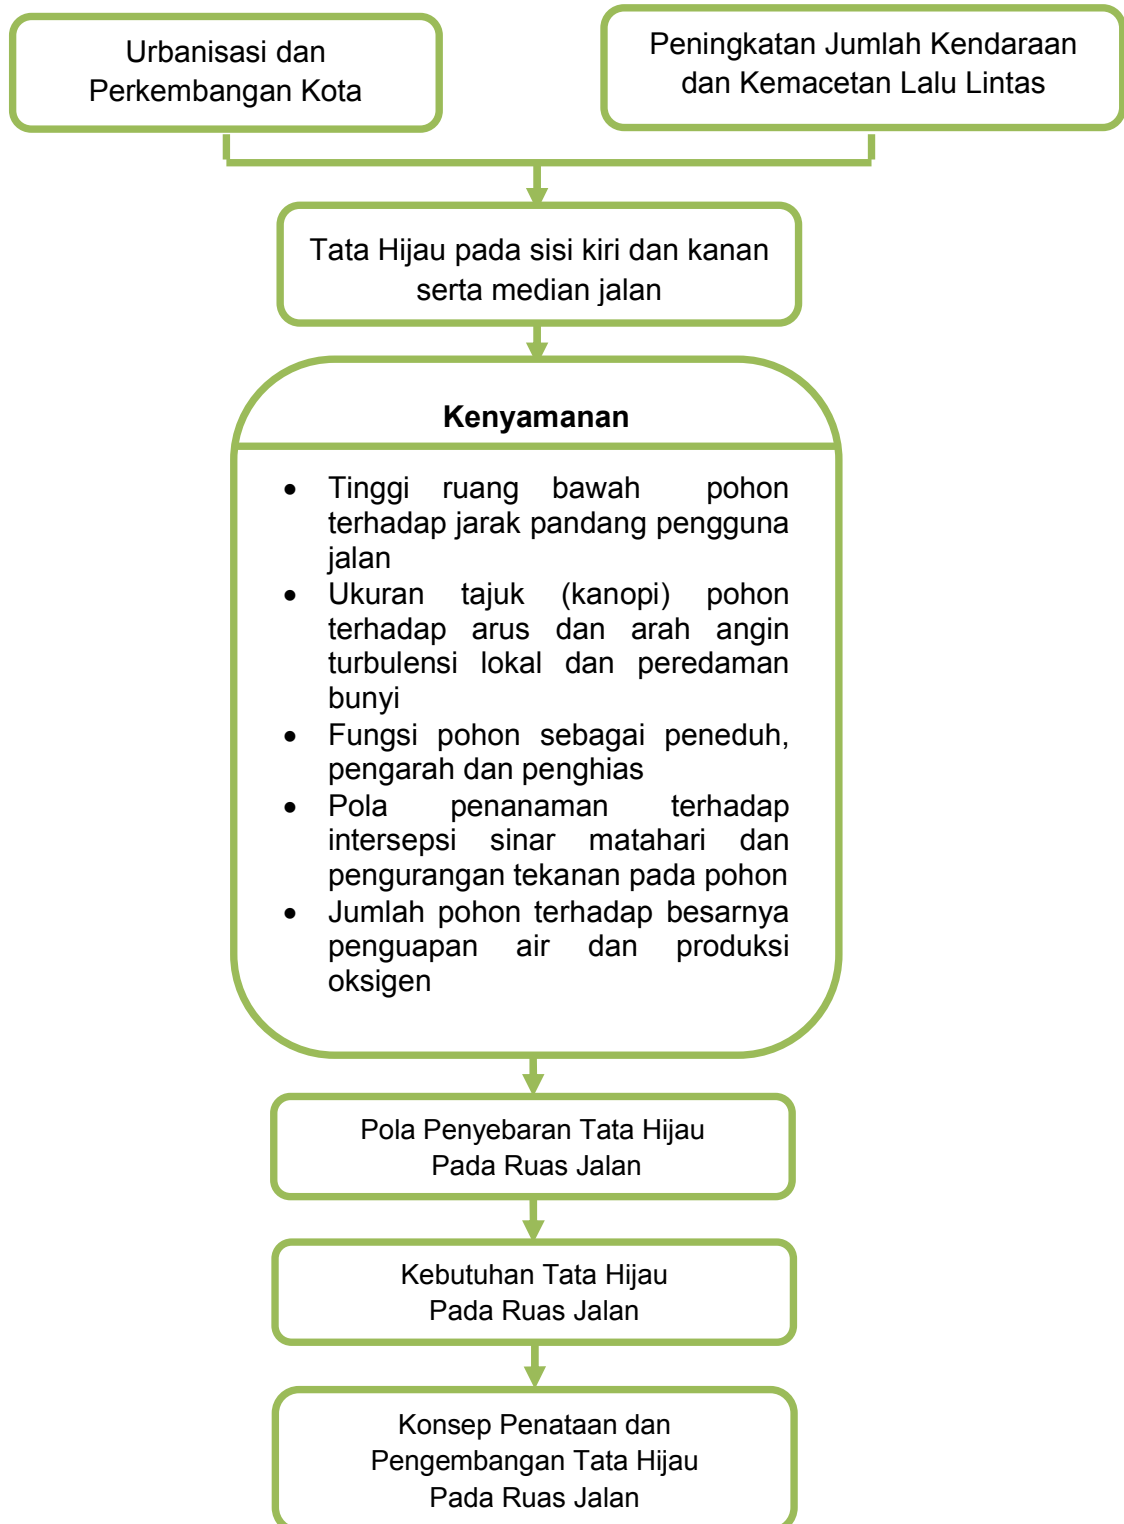 Urbanisasi dan
Perkembangan Kota
Peningkatan Jumlah Kendaraan
dan Kemacetan Lalu Lintas
Tata Hijau pada sisi kiri dan kanan
serta median jalan
Kenyamanan
• Tinggi ruang bawah pohon
terhadap jarak pandang pengguna
jalan
• Ukuran tajuk (kanopi) pohon
terhadap arus dan arah angin
turbulensi lokal dan peredaman
bunyi
• Fungsi pohon sebagai peneduh,
pengarah dan penghias
• Pola penanaman terhadap
intersepsi sinar matahari dan
pengurangan tekanan pada pohon
• Jumlah pohon terhadap besarnya
penguapan air dan produksi
oksigen
Pola Penyebaran Tata Hijau
Pada Ruas Jalan
Kebutuhan Tata Hijau
Pada Ruas Jalan
Konsep Penataan dan
Pengembangan Tata Hijau
Pada Ruas Jalan